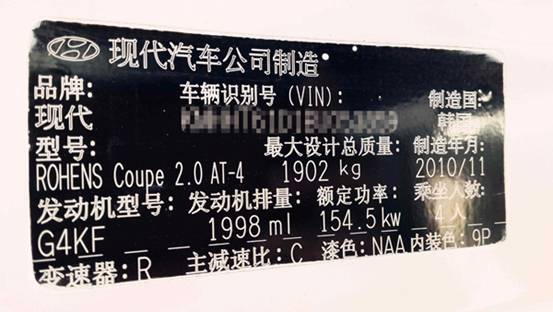 现代汽车公司制造
品牌: 车辆识别号 (VIN): 制造国:
现代 韩国
型号: 最大设计总质量: 制造年月:
ROHENS Coupe 2.0 AT-4 1902 kg 2010/11
发动机型号: 发动机排量: 额定功率: 乘坐人数:
G4KF 1998 ml 154.5 kw 4 人
变速器: R 主减速比: C 漆色: NAA 内装色: 9P